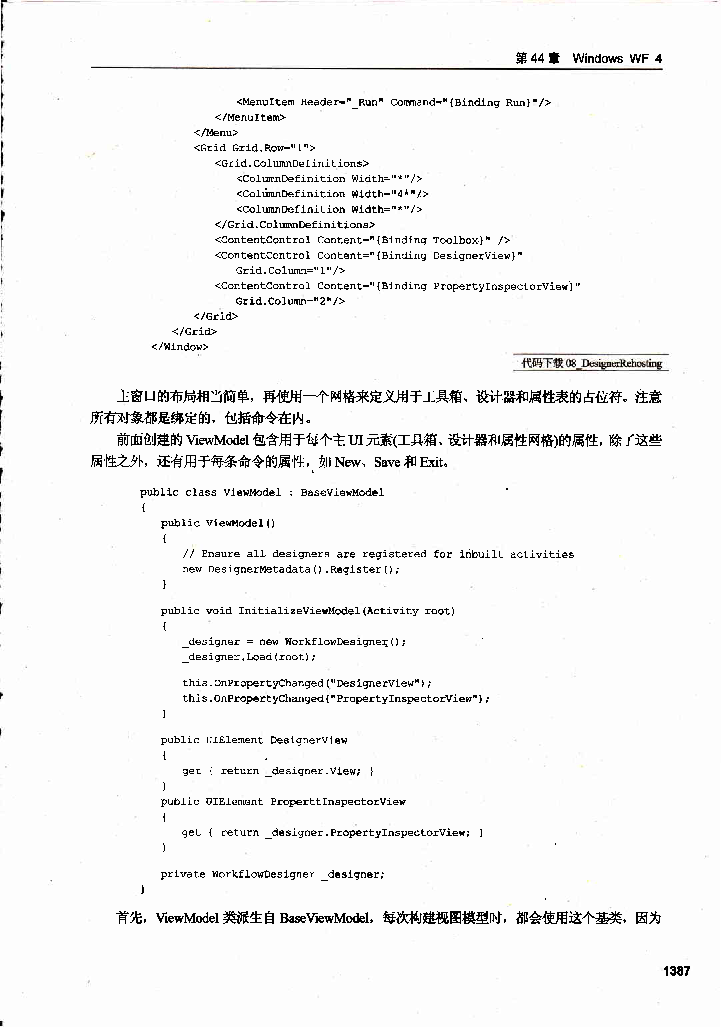 第 44 章 Windows WF 4
<MenuItem Header="_Run" Command="{Binding Run}"/>
</MenuItem>
</Menu>
<Grid Grid.Row="1">
<Grid.ColumnDefinitions>
<ColumnDefinition Width="*"/>
<ColumnDefinition Width="4*"/>
<ColumnDefinition Width="*"/>
</Grid.ColumnDefinitions>
<ContentControl Content="{Binding Toolbox}" />
<ContentControl Content="{Binding DesignerView}"
Grid.Column="1"/>
<ContentControl Content="{Binding PropertyInspectorView}"
Grid.Column="2"/>
</Grid>
</Grid>
</Window>
代码下载 08_DesignerRehosting
主窗口的布局相当简单，再使用一个网格来定义用于工具箱、设计器和属性表的占位符。注意
所有对象都是绑定的，包括命令在内。
前面创建的 ViewModel 包含用于每个主 UI 元素(工具箱、设计器和属性网格)的属性，除了这些
属性之外，还有用于每条命令的属性，如 New、Save 和 Exit。
public class ViewModel : BaseViewModel
{
public ViewModel()
{
// Ensure all designers are registered for inbuilt activities
new DesignerMetadata().Register();
}
public void InitializeViewModel(Activity root)
{
_designer = new WorkflowDesigner();
_designer.Load(root);
this.OnPropertyChanged("DesignerView");
this.OnPropertyChanged("PropertyInspectorView");
}
public UIElement DesignerView
{
get { return _designer.View; }
}
public UIElement ProperttInspectorView
{
get { return _designer.PropertyInspectorView; }
}
private WorkflowDesigner _designer;
}
首先，ViewModel 类派生自 BaseViewModel，每次构建视图模型时，都会使用这个基类，因为
1387